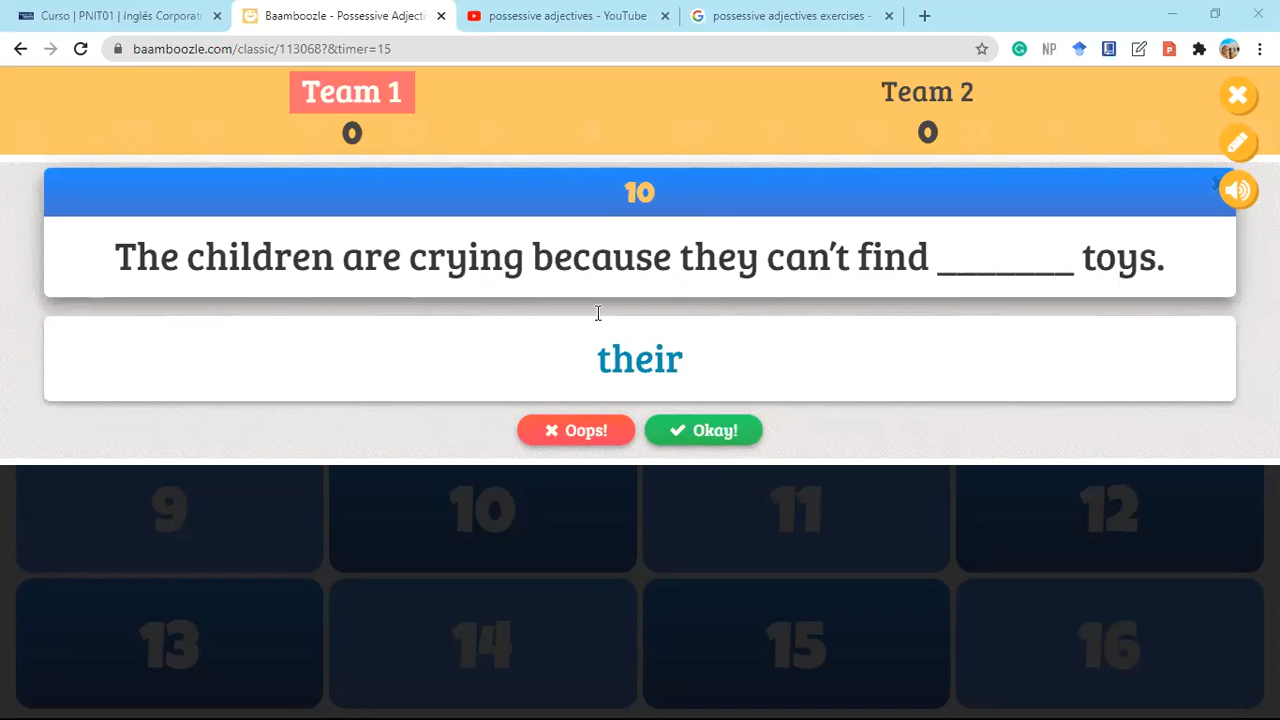 Curso | PNIT01 | Inglés Corporat
Baamboozle - Possessive Adjecti
possessive adjectives - YouTube
possessive adjectives exercises -
baamboozle.com/classic/113068?&timer=15
NP
Team 1
0
Team 2
0
10
The children are crying because they can't find _______ toys.
their
Oops!
Okay!
9
10
11
12
13
14
15
16